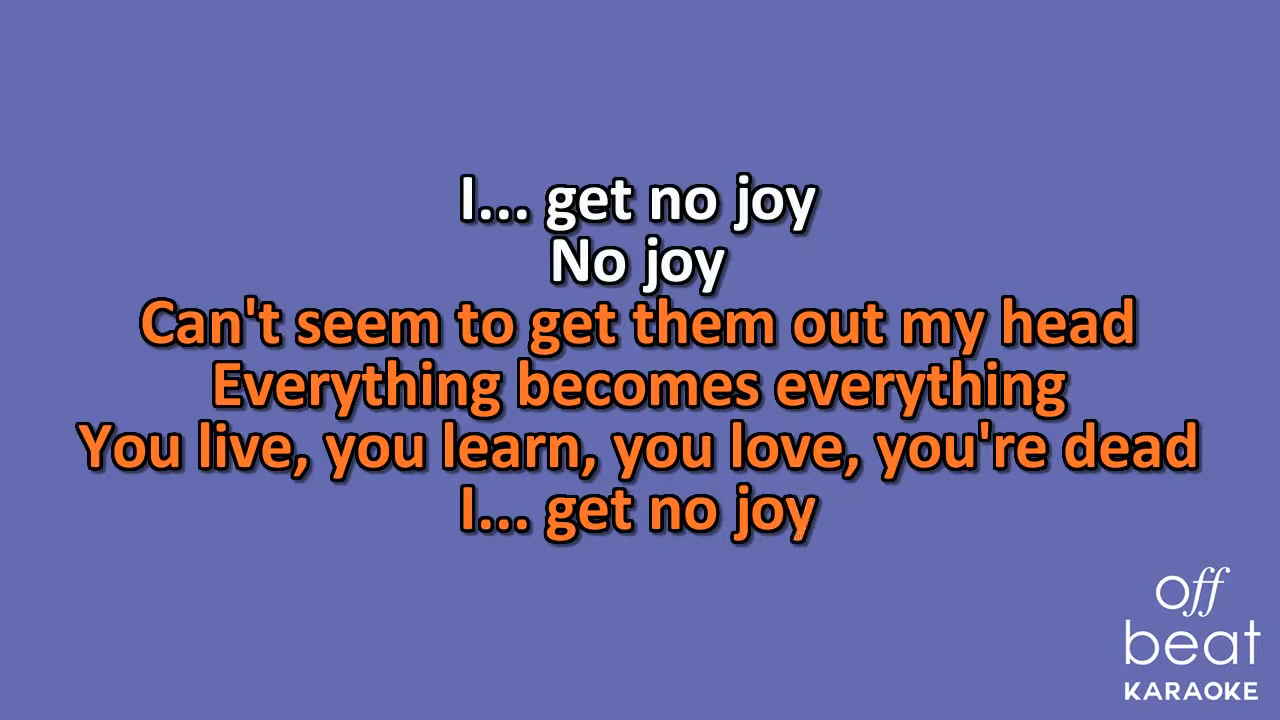 I... get no joy
No joy
Can't seem to get them out my head
Everything becomes everything
You live, you learn, you love, you're dead
I... get no joy
off
beat
KARAOKE